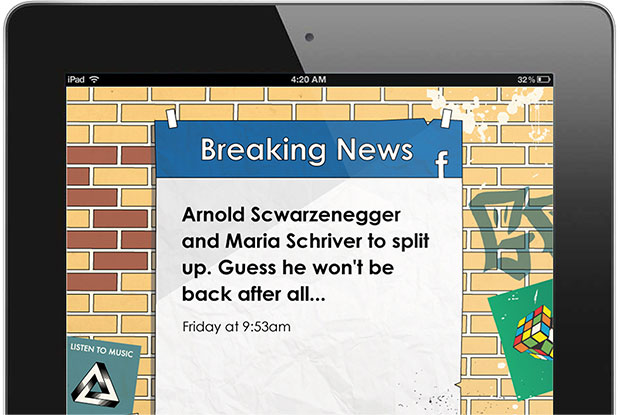 iPad 4:20 AM 32%
Breaking News
f
Arnold Scwarzenegger
and Maria Schriver to split
up. Guess he won't be
back after all...
Friday at 9:53am
LISTEN TO MUSIC